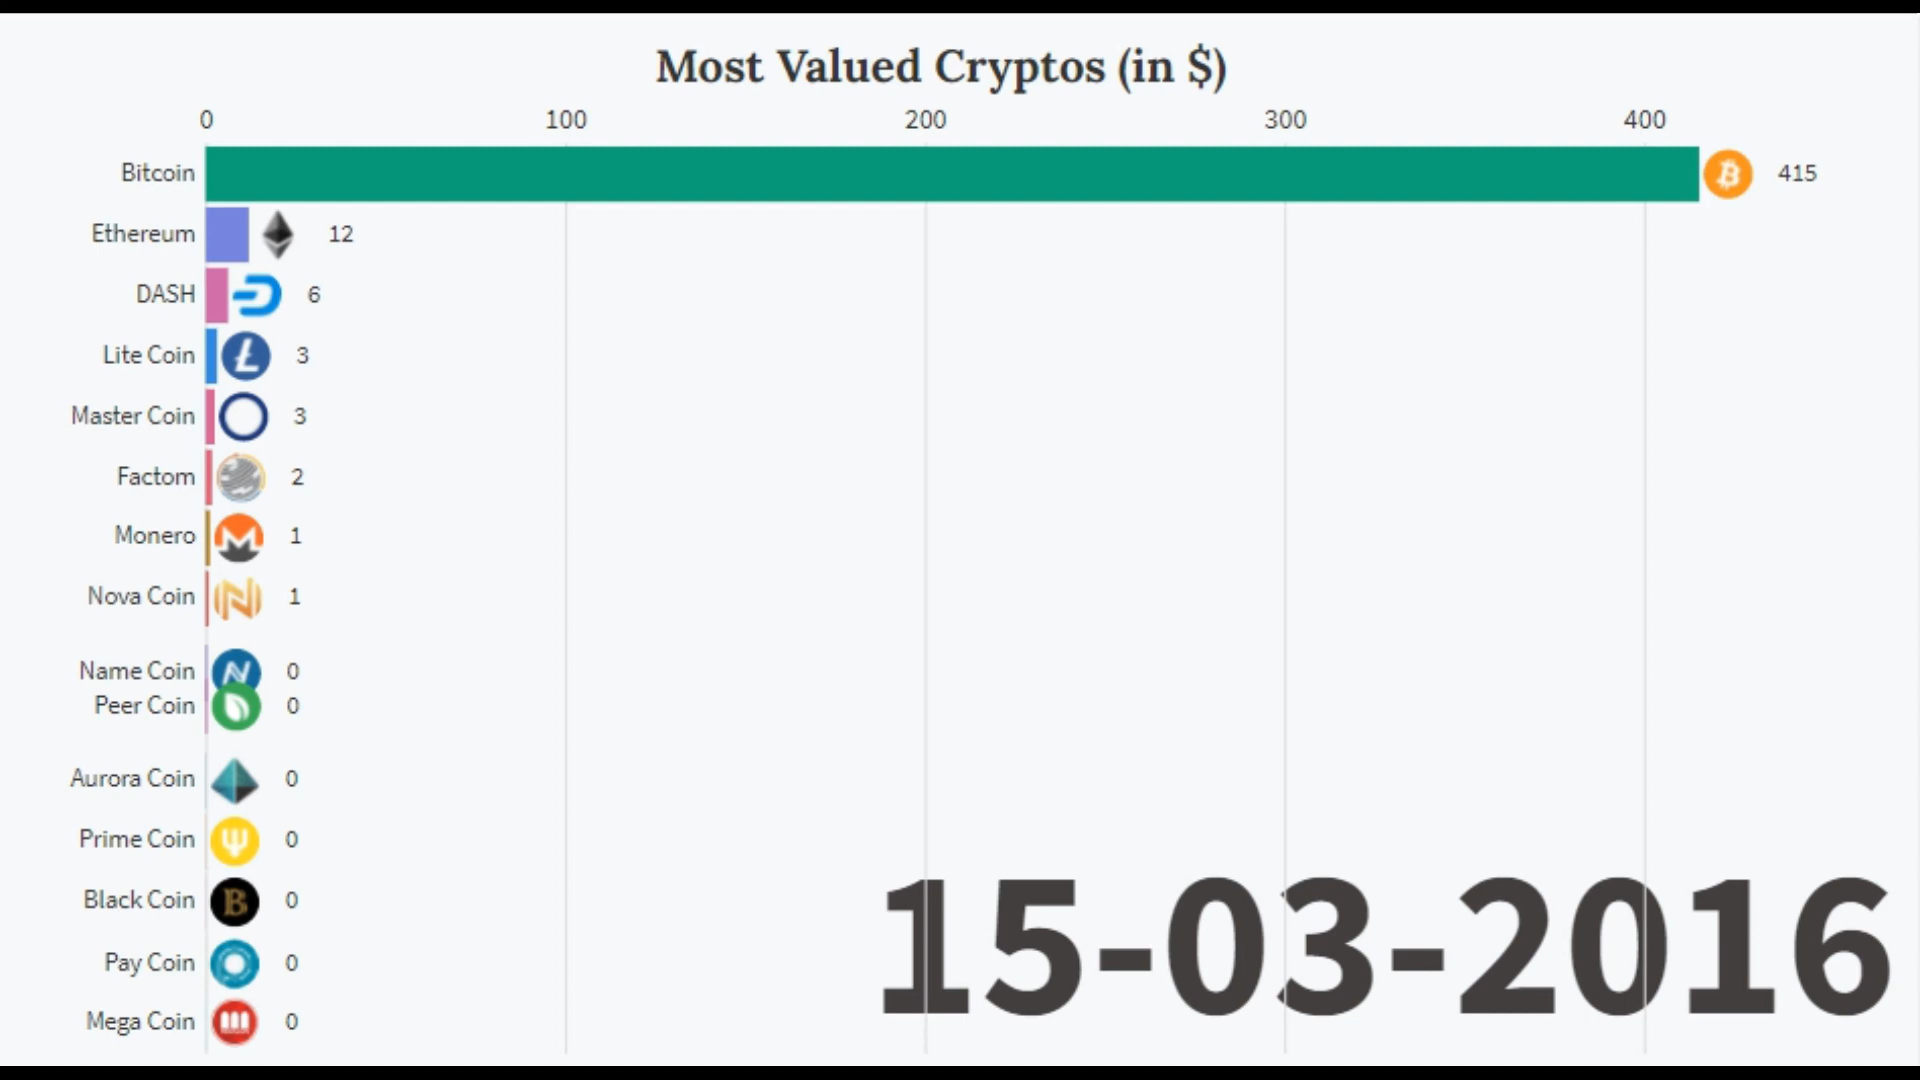 Most Valued Cryptos (in $)
0 100 200 300 400
Bitcoin 415
Ethereum 12
DASH 6
Lite Coin 3
Master Coin 3
Factom 2
Monero 1
Nova Coin 1
Name Coin 0
Peer Coin 0
Aurora Coin 0
Prime Coin 0
Black Coin 0
Pay Coin 0
Mega Coin 0
15-03-2016